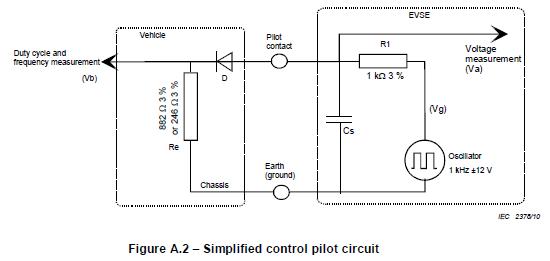 EVSE
Vehicle
Pilot
contact
R1
Duty cycle and
frequency measurement
(Vb)
Voltage
measurement
(Va)
D
1 kΩ 3 %
882 Ω 3 %
or 246 Ω 3 %
Re
(Vg)
Cs
Oscillator
1 kHz ±12 V
Earth
(ground)
Chassis
IEC 2376/10
Figure A.2 – Simplified control pilot circuit